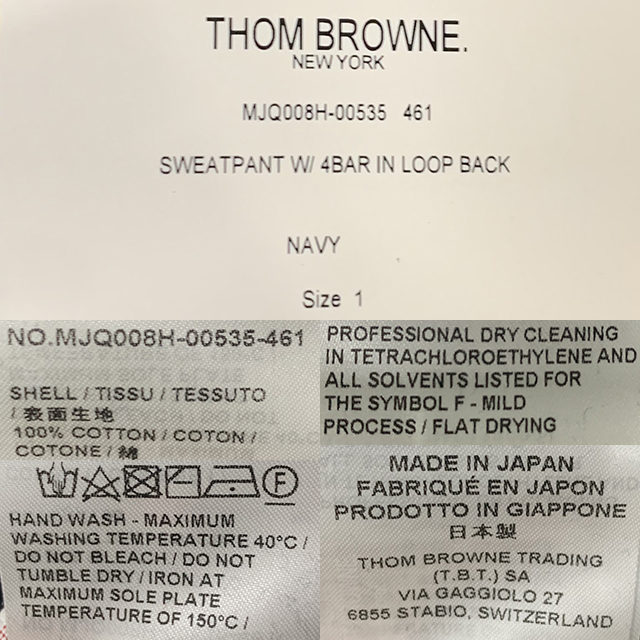 THOM BROWNE.
NEW YORK
MJQ008H-00535 461
SWEATPANT W/ 4BAR IN LOOP BACK
NAVY
Size 1
NO.MJQ008H-00535-461
SHELL / TISSU / TESSUTO
/ 表面生地
100% COTTON / COTON /
COTONE / 綿
HAND WASH - MAXIMUM
WASHING TEMPERATURE 40°C /
DO NOT BLEACH / DO NOT
TUMBLE DRY / IRON AT
MAXIMUM SOLE PLATE
TEMPERATURE OF 150°C /
PROFESSIONAL DRY CLEANING
IN TETRACHLOROETHYLENE AND
ALL SOLVENTS LISTED FOR
THE SYMBOL F - MILD
PROCESS / FLAT DRYING
MADE IN JAPAN
FABRIQUÉ EN JAPON
PRODOTTO IN GIAPPONE
日本製
THOM BROWNE TRADING
(T.B.T.) SA
VIA GAGGIOLO 27
6855 STABIO, SWITZERLAND